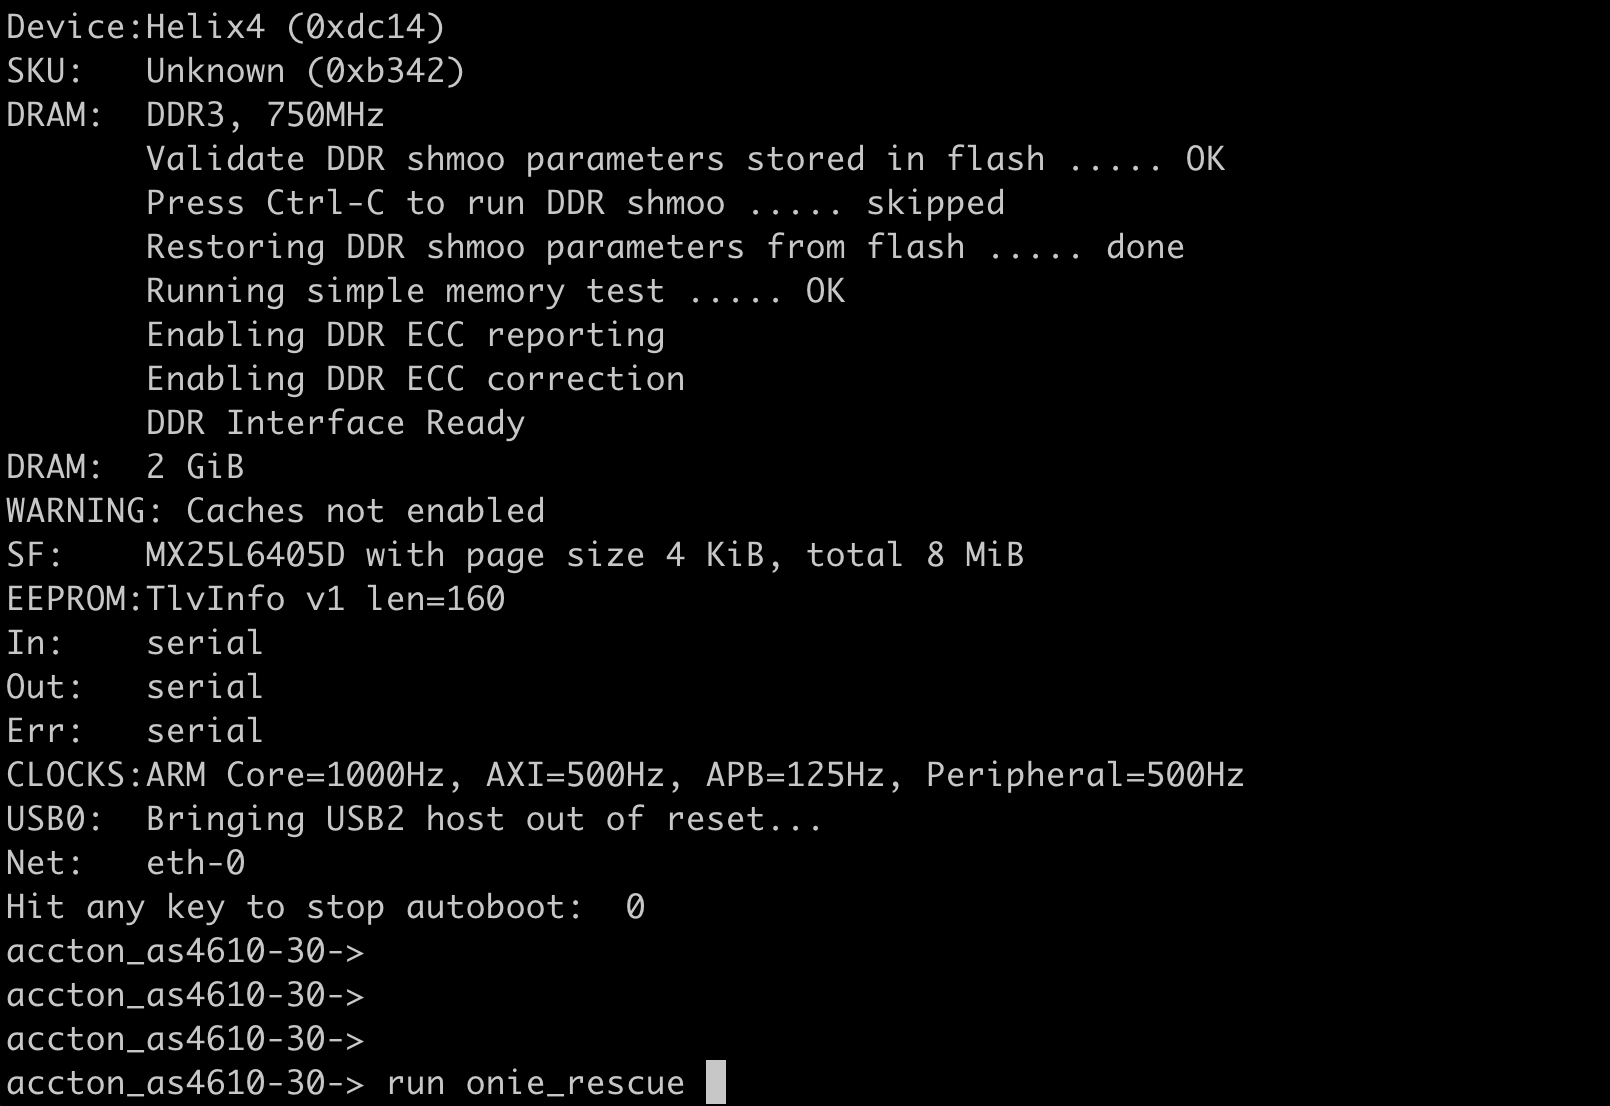 Device:Helix4 (0xdc14)
SKU:   Unknown (0xb342)
DRAM:  DDR3, 750MHz
       Validate DDR shmoo parameters stored in flash ..... OK
       Press Ctrl-C to run DDR shmoo ..... skipped
       Restoring DDR shmoo parameters from flash ..... done
       Running simple memory test ..... OK
       Enabling DDR ECC reporting
       Enabling DDR ECC correction
       DDR Interface Ready
DRAM:  2 GiB
WARNING: Caches not enabled
SF:    MX25L6405D with page size 4 KiB, total 8 MiB
EEPROM:TlvInfo v1 len=160
In:    serial
Out:   serial
Err:   serial
CLOCKS:ARM Core=1000Hz, AXI=500Hz, APB=125Hz, Peripheral=500Hz
USB0:  Bringing USB2 host out of reset...
Net:   eth-0
Hit any key to stop autoboot:  0
accton_as4610-30->
accton_as4610-30->
accton_as4610-30->
accton_as4610-30-> run onie_rescue